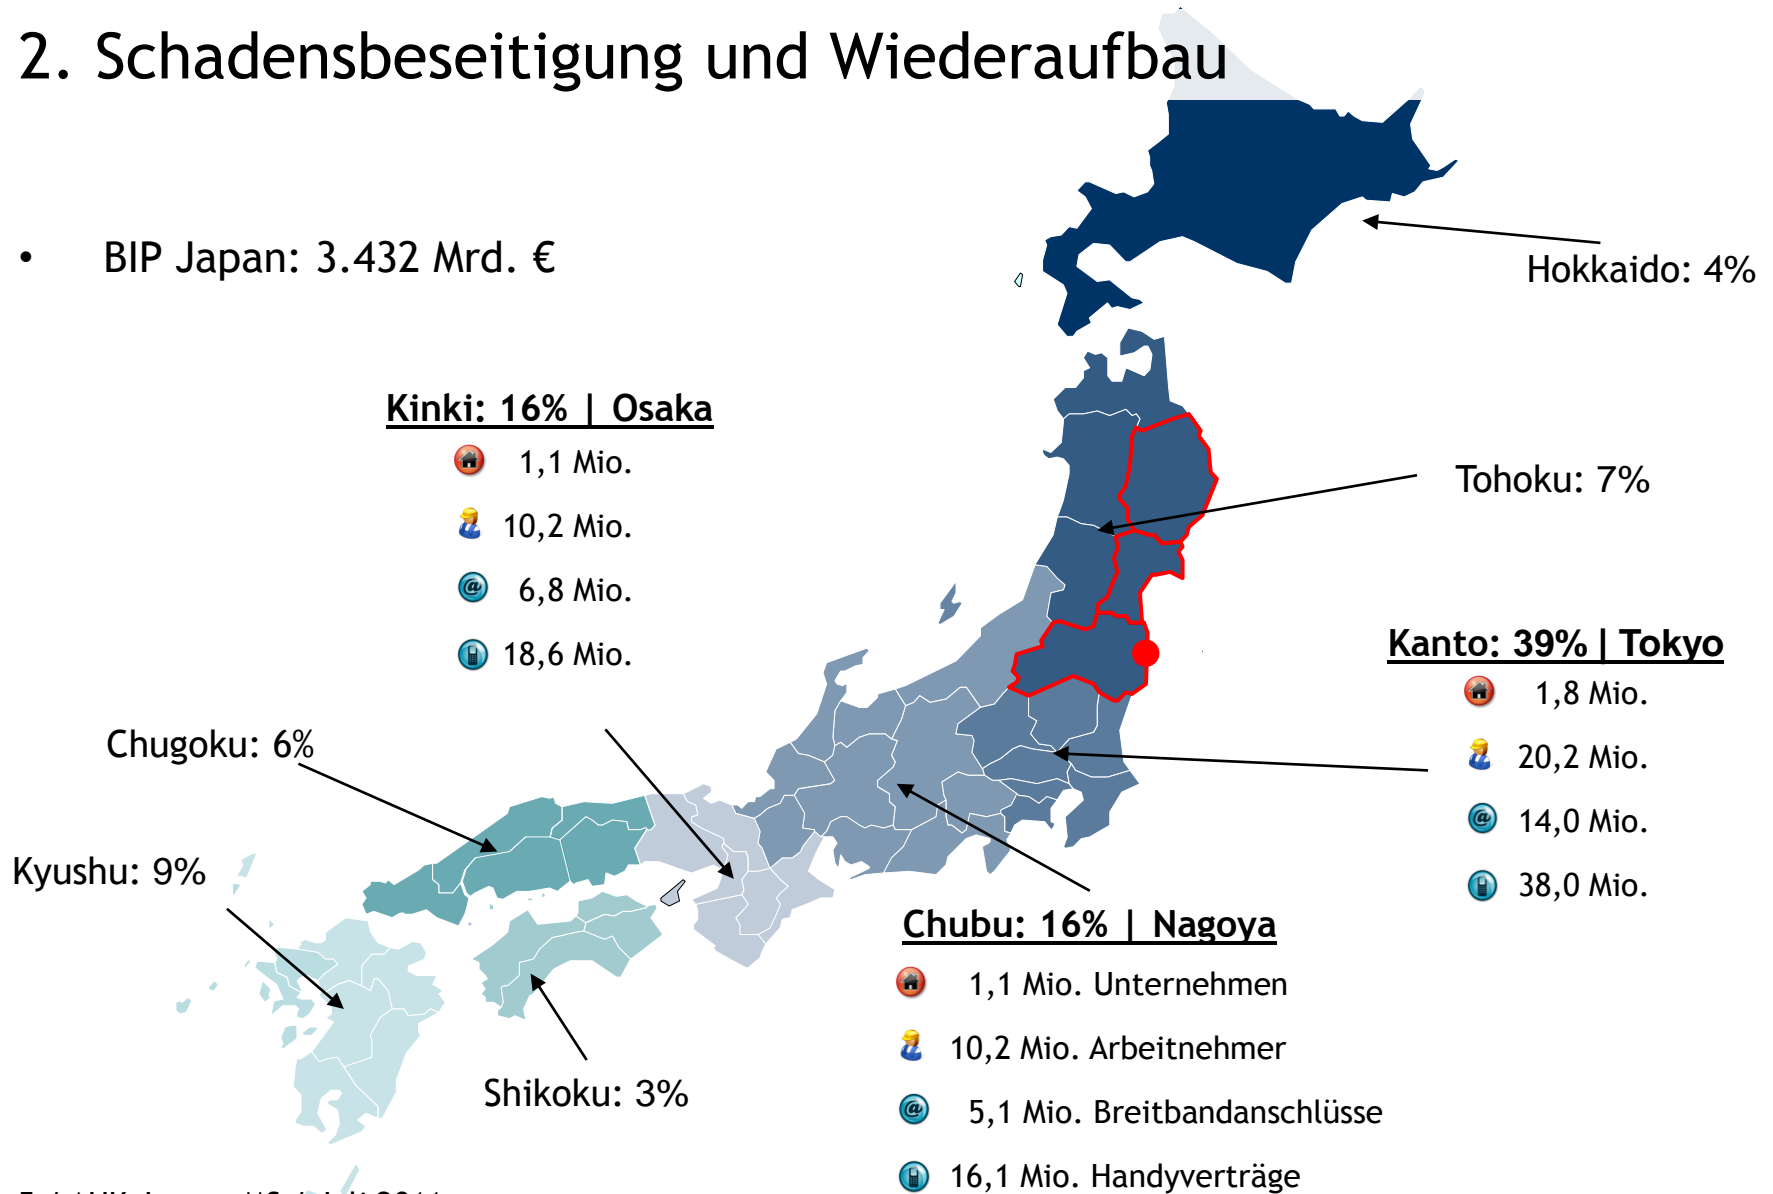 2. Schadensbeseitigung und Wiederaufbau
• BIP Japan: 3.432 Mrd. €
Hokkaido: 4%
Kinki: 16% | Osaka
1,1 Mio.
10,2 Mio.
6,8 Mio.
18,6 Mio.
Tohoku: 7%
Kanto: 39% | Tokyo
1,8 Mio.
20,2 Mio.
14,0 Mio.
38,0 Mio.
Chugoku: 6%
Kyushu: 9%
Shikoku: 3%
Chubu: 16% | Nagoya
1,1 Mio. Unternehmen
10,2 Mio. Arbeitnehmer
5,1 Mio. Breitbandanschlüsse
16,1 Mio. Handyverträge